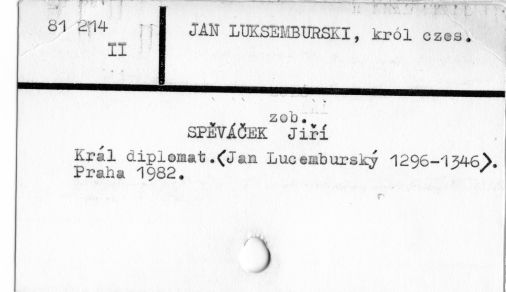 81 214
II
JAN LUKSEMBURSKI, król czes.
zob.
SPĚVÁČEK Jiří
Král diplomat.<Jan Lucemburský 1296-1346>.
Praha 1982.